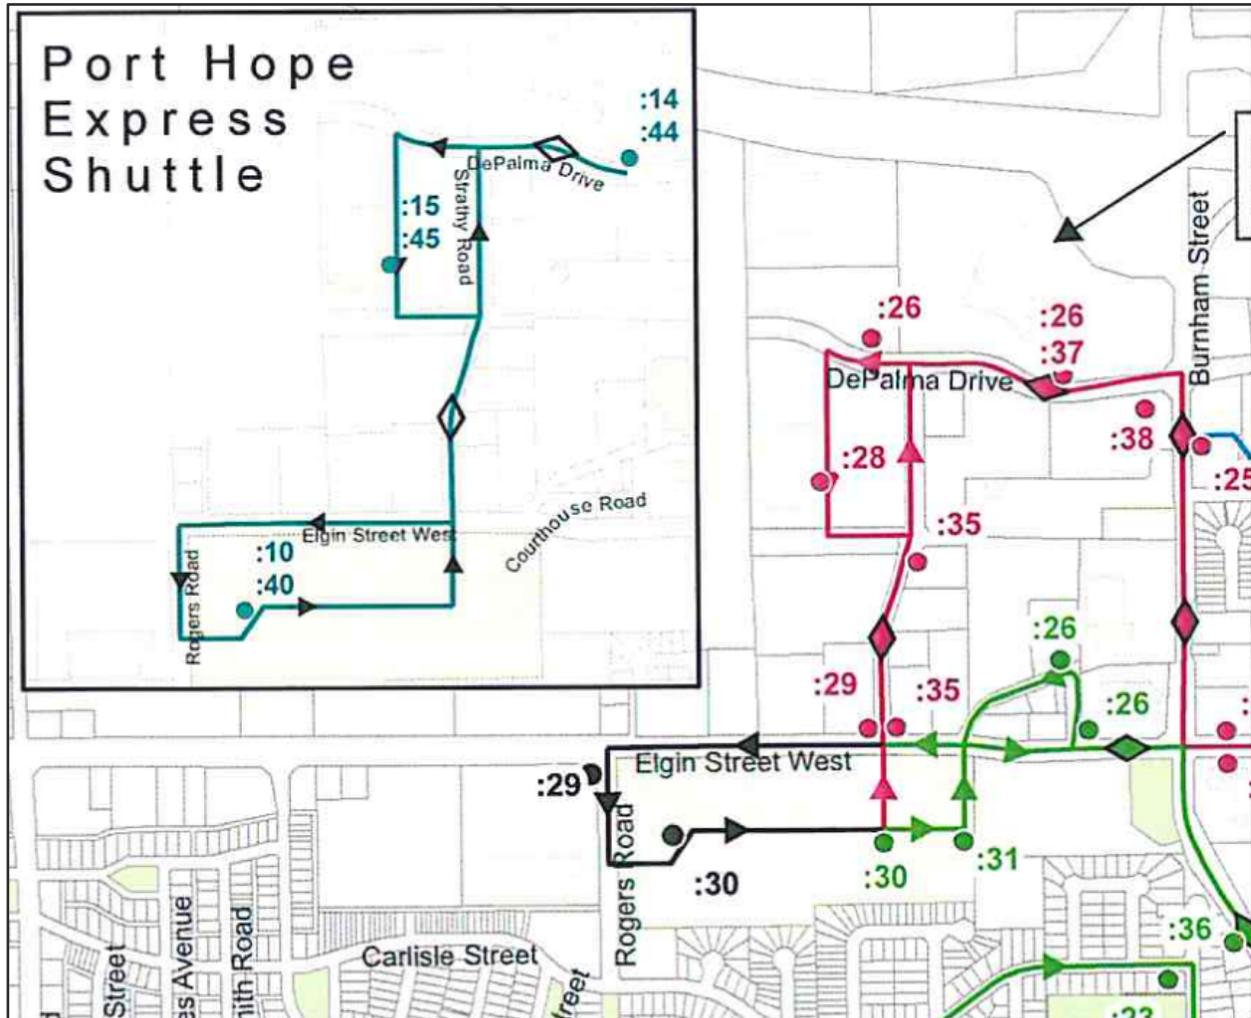 Port Hope
Express
Shuttle
:14
:44
DePalma Drive
Strathy Road
:15
:45
Courthouse Road
Elgin Street West
:10
:40
Rogers Road
Burnham Street
:26
:26
:37
DePalma Drive
:38
:28
:25
:35
:26
:29
:35
:26
Elgin Street West
:29
Rogers Road
:30
:30
:31
:36
Carlisle Street
Street
Road
Avenue
:23